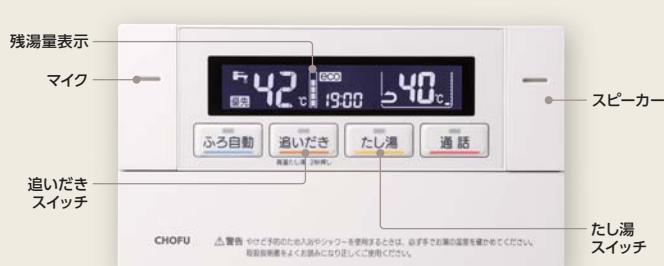 残湯量表示
マイク
スピーカー
優先
42℃
eco
19:00
40℃
ふろ自動
追いだき
たし湯
通話
高温たし湯 2秒押し
追いだき
スイッチ
たし湯
スイッチ
CHOFU
⚠警告 やけど予防のため入浴やシャワーを使用するときは、必ず手でお湯の温度を確かめてください。
取扱説明書をよくお読みになり正しくご使用ください。